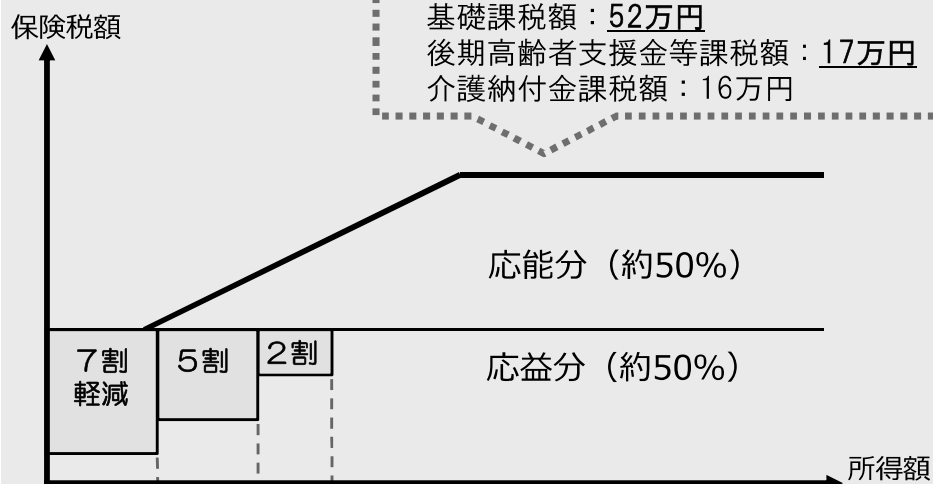 保険税額
基礎課税額：52万円
後期高齢者支援金等課税額：17万円
介護納付金課税額：16万円
応能分（約50%）
7割
軽減
5割
2割
応益分（約50%）
所得額